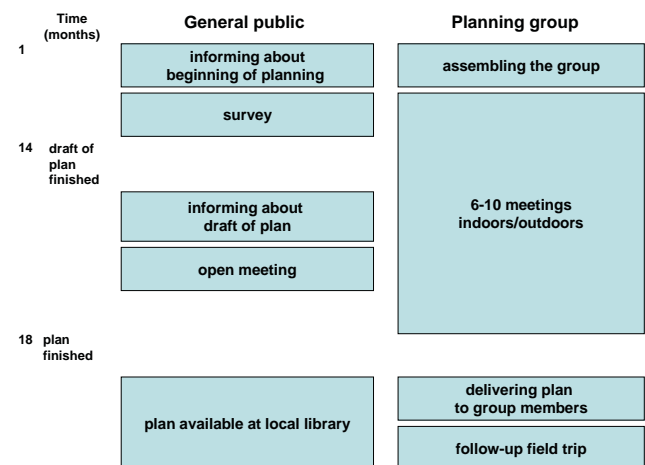 Time
(months)
General public
Planning group
1
informing about
beginning of planning
assembling the group
survey
14 draft of
plan
finished
6-10 meetings
indoors/outdoors
informing about
draft of plan
open meeting
18 plan
finished
plan available at local library
delivering plan
to group members
follow-up field trip